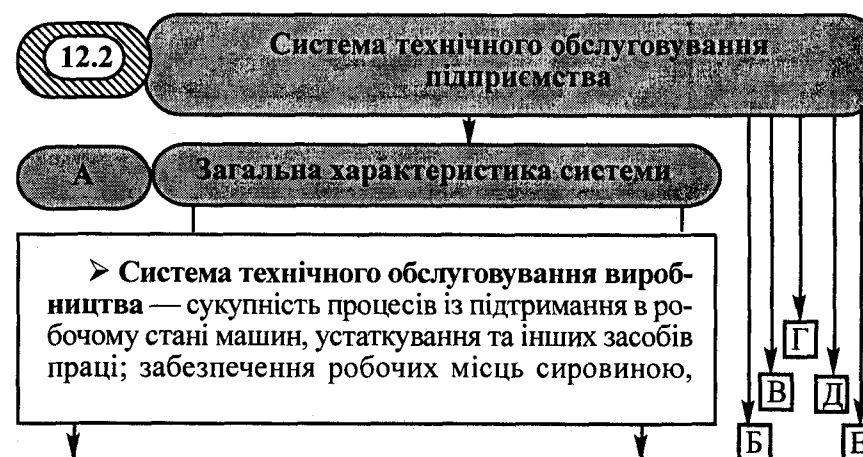 12.2
Система технічного обслуговування
підприємства
А
Загальна характеристика системи
➢ Система технічного обслуговування вироб-
ництва — сукупність процесів із підтримання в ро-
бочому стані машин, устаткування та інших засобів
праці; забезпечення робочих місць сировиною,
Г
В
Д
Б
Е